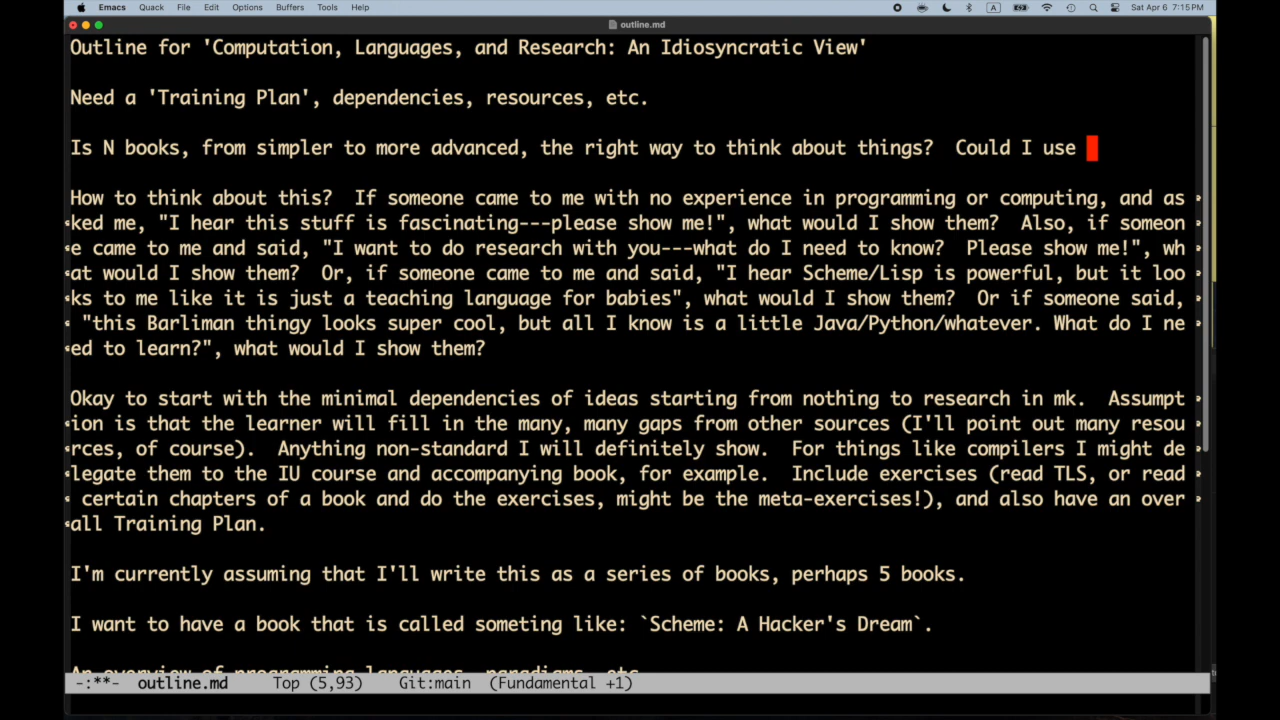 Emacs Quack File Edit Options Buffers Tools Help A Sat Apr 6 7:15 PM
outline.md
Outline for 'Computation, Languages, and Research: An Idiosyncratic View'
Need a 'Training Plan', dependencies, resources, etc.
Is N books, from simpler to more advanced, the right way to think about things?  Could I use
How to think about this?  If someone came to me with no experience in programming or computing, and as
ked me, "I hear this stuff is fascinating---please show me!", what would I show them?  Also, if someon
e came to me and said, "I want to do research with you---what do I need to know?  Please show me!", wh
at would I show them?  Or, if someone came to me and said, "I hear Scheme/Lisp is powerful, but it loo
ks to me like it is just a teaching language for babies", what would I show them?  Or if someone said,
"this Barliman thingy looks super cool, but all I know is a little Java/Python/whatever. What do I ne
ed to learn?", what would I show them?
Okay to start with the minimal dependencies of ideas starting from nothing to research in mk.  Assumpt
ion is that the learner will fill in the many, many gaps from other sources (I'll point out many resou
rces, of course).  Anything non-standard I will definitely show.  For things like compilers I might de
legate them to the IU course and accompanying book, for example.  Include exercises (read TLS, or read
certain chapters of a book and do the exercises, might be the meta-exercises!), and also have an over
all Training Plan.
I'm currently assuming that I'll write this as a series of books, perhaps 5 books.
I want to have a book that is called someting like: `Scheme: A Hacker's Dream`.
An overview of programming languages, paradigms, etc
-:**-  outline.md     Top (5,93)    Git:main  (Fundamental +1)